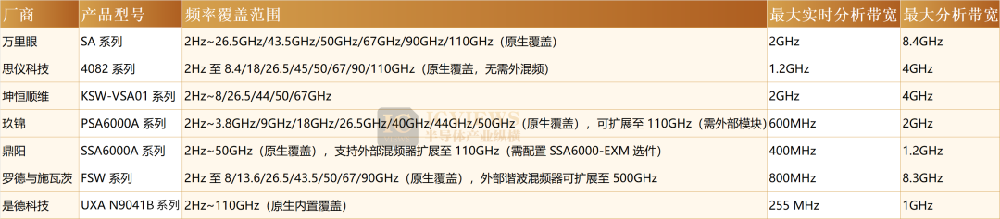 厂商 产品型号 频率覆盖范围 最大实时分析带宽 最大分析带宽
万里眼 SA 系列 2Hz~26.5GHz/43.5GHz/50GHz/67GHz/90GHz/110GHz（原生覆盖） 2GHz 8.4GHz
思仪科技 4082 系列 2Hz 至 8.4/18/26.5/45/50/67/90/110GHz（原生覆盖，无需外混频） 1.2GHz 4GHz
坤恒顺维 KSW-VSA01 系列 2Hz~8/26.5/44/50/67GHz 2GHz 4GHz
玖锦 PSA6000A 系列 2Hz~3.8GHz/9GHz/18GHz/26.5GHz/40GHz/44GHz/50GHz（原生覆盖），可扩展至 110GHz（需外部模块） 600MHz 2GHz
鼎阳 SSA6000A 系列 2Hz~50GHz（原生覆盖），支持外部混频器扩展至 110GHz（需配置 SSA6000-EXM 选件） 400MHz 1.2GHz
罗德与施瓦茨 FSW 系列 2Hz 至 8/13.6/26.5/43.5/50/67/90GHz（原生覆盖），外部谐波混频器可扩展至 500GHz 800MHz 8.3GHz
是德科技 UXA N9041B 系列 2Hz~110GHz（原生内置覆盖） 255 MHz 1GHz
IC ICVIEWS
半导体产业纵横